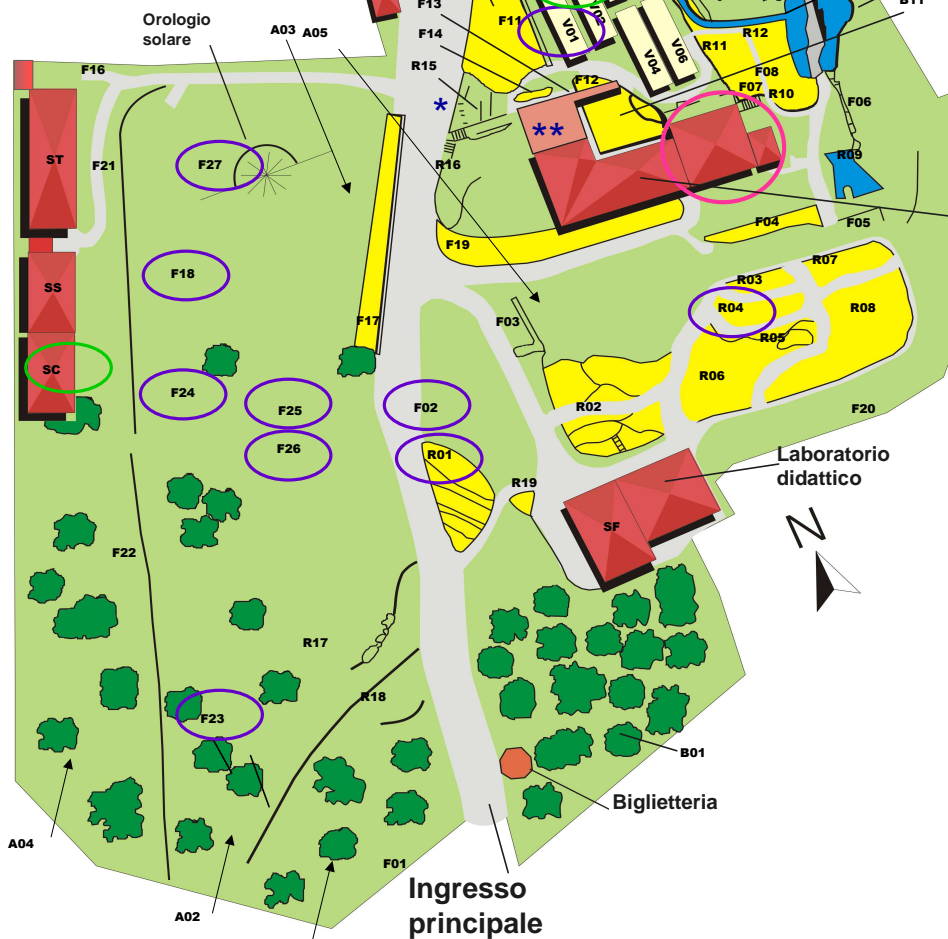 F13
F11
V01
V02
B11
Orologio
solare
A03
A05
F14
V04
V06
R11
R12
F16
R15
F12
F08
F07
R10
F06
*
**
ST
F21
F27
R16
R09
F19
F04
F05
F18
SS
R03
R07
R04
R08
F17
F03
R05
SC
R06
F24
F25
F02
R02
F20
F26
R01
Laboratorio
didattico
R19
N
SF
F22
R17
R18
F23
B01
Biglietteria
A04
F01
Ingresso
principale
A02